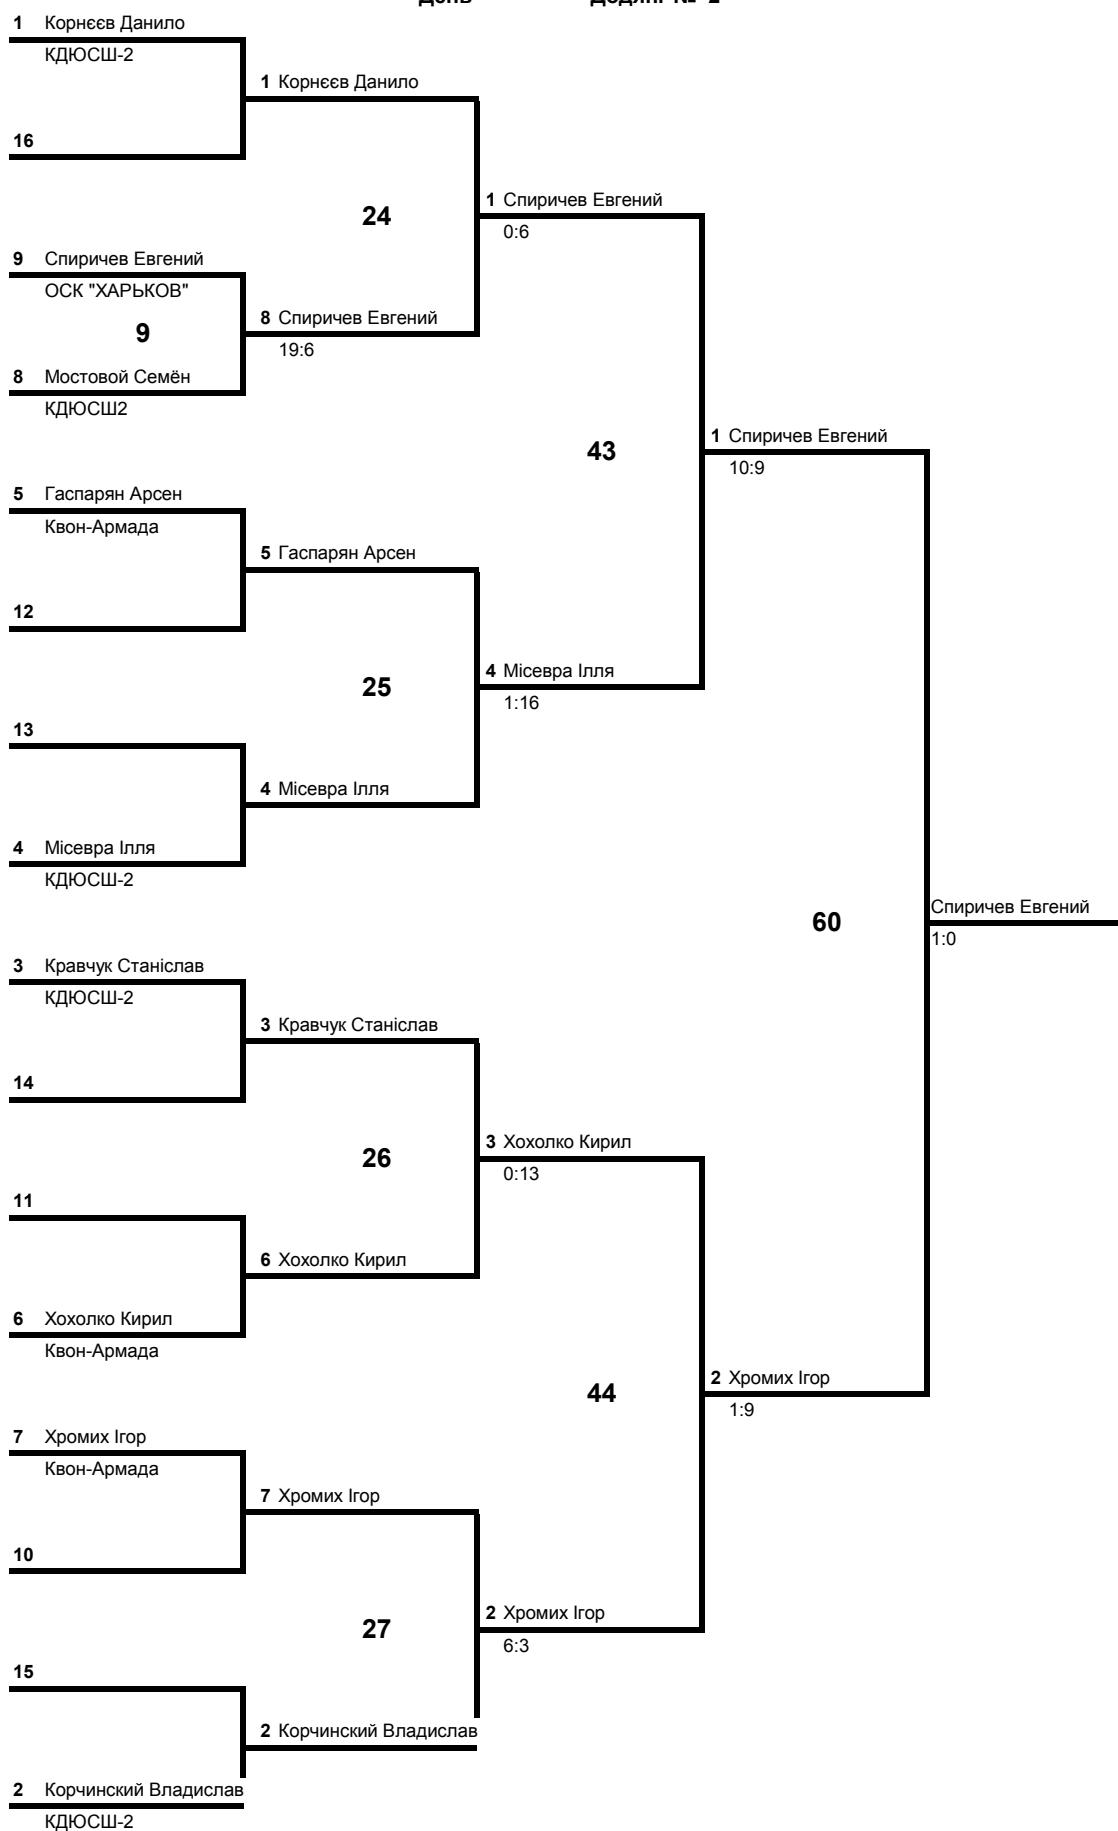 День Додянг № 2
1 Корнєєв Данило
КДЮСШ-2
1 Корнєєв Данило
16
1 Спиричев Евгений
24
0:6
9 Спиричев Евгений
ОСК "ХАРЬКОВ"
8 Спиричев Евгений
9
19:6
8 Мостовой Семён
КДЮСШ2
1 Спиричев Евгений
43
10:9
5 Гаспарян Арсен
Квон-Армада
5 Гаспарян Арсен
12
4 Місевра Ілля
25
1:16
13
4 Місевра Ілля
4 Місевра Ілля
КДЮСШ-2
Спиричев Евгений
60
1:0
3 Кравчук Станіслав
КДЮСШ-2
3 Кравчук Станіслав
14
3 Хохолко Кирил
26
0:13
11
6 Хохолко Кирил
6 Хохолко Кирил
Квон-Армада
2 Хромих Ігор
44
1:9
7 Хромих Ігор
Квон-Армада
7 Хромих Ігор
10
2 Хромих Ігор
27
6:3
15
2 Корчинский Владислав
2 Корчинский Владислав
КДЮСШ-2